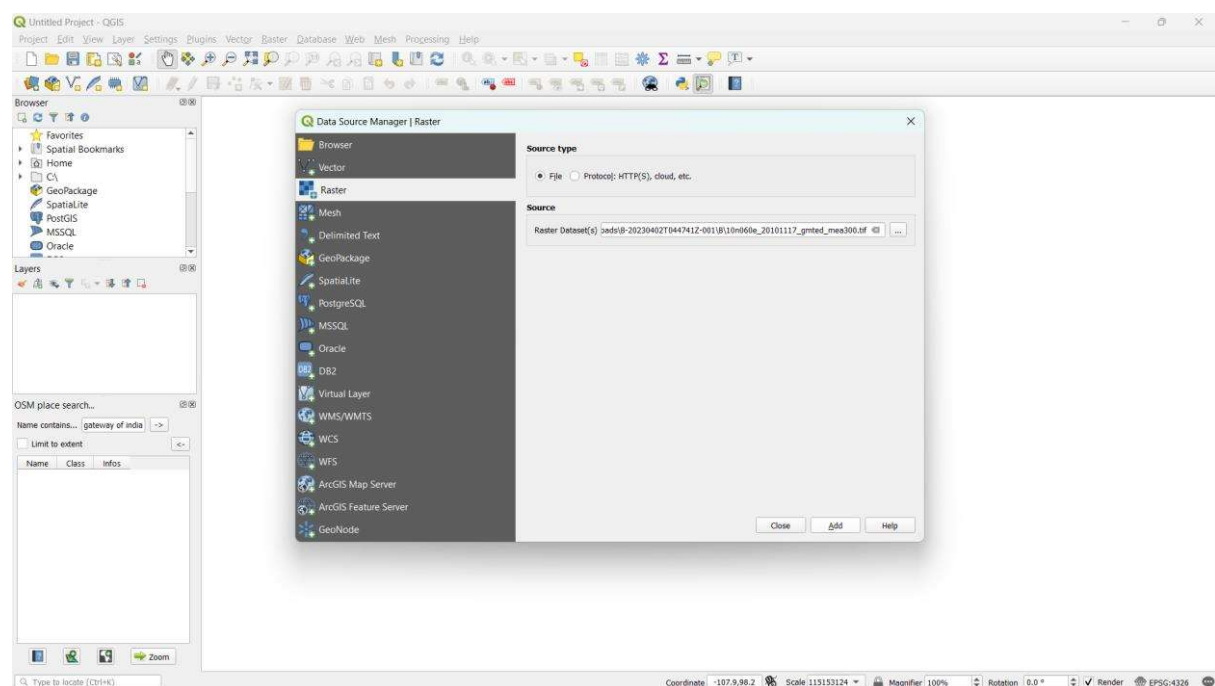 Untitled Project - QGIS
Project Edit View Layer Settings Plugins Vector Raster Database Web Mesh Processing Help
Browser
Favorites
Spatial Bookmarks
Home
C:\
GeoPackage
SpatiaLite
PostGIS
MSSQL
Oracle
Layers
OSM place search...
Name contains... gateway of india ->
Limit to extent <-
Name Class Infos
Zoom
Data Source Manager | Raster
Browser
Vector
Raster
Mesh
Delimited Text
GeoPackage
SpatiaLite
PostgreSQL
MSSQL
Oracle
DB2
Virtual Layer
WMS/WMTS
WCS
WFS
ArcGIS Map Server
ArcGIS Feature Server
GeoNode
Source type
File Protocol: HTTP(S), cloud, etc.
Source
Raster Dataset(s) oads\B-20230402T044741Z-001\B\10n060e_20101117_gmted_mea300.tif ...
Close Add Help
Type to locate (Ctrl+K)
Coordinate -107.9,98.2 Scale 115153124 Magnifier 100% Rotation 0.0 ° Render EPSG:4326